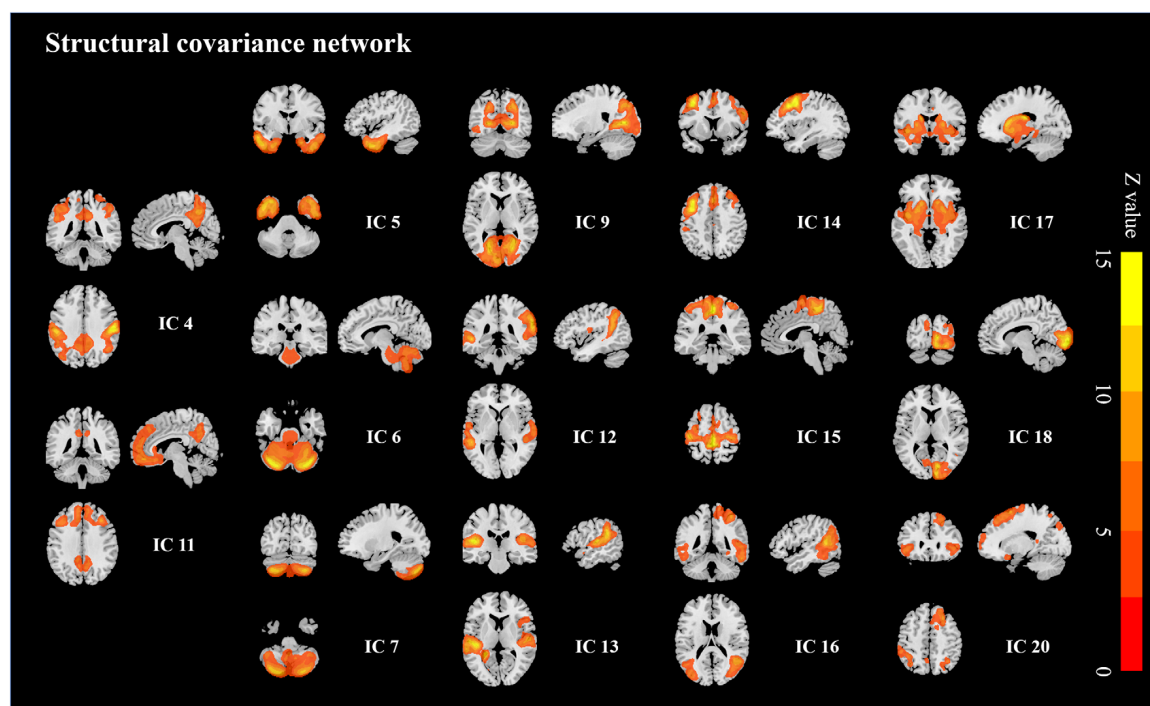 Structural covariance network
IC 5
IC 9
IC 14
IC 17
IC 4
IC 6
IC 12
IC 15
IC 18
IC 11
IC 7
IC 13
IC 16
IC 20
Z value
15
10
5
0